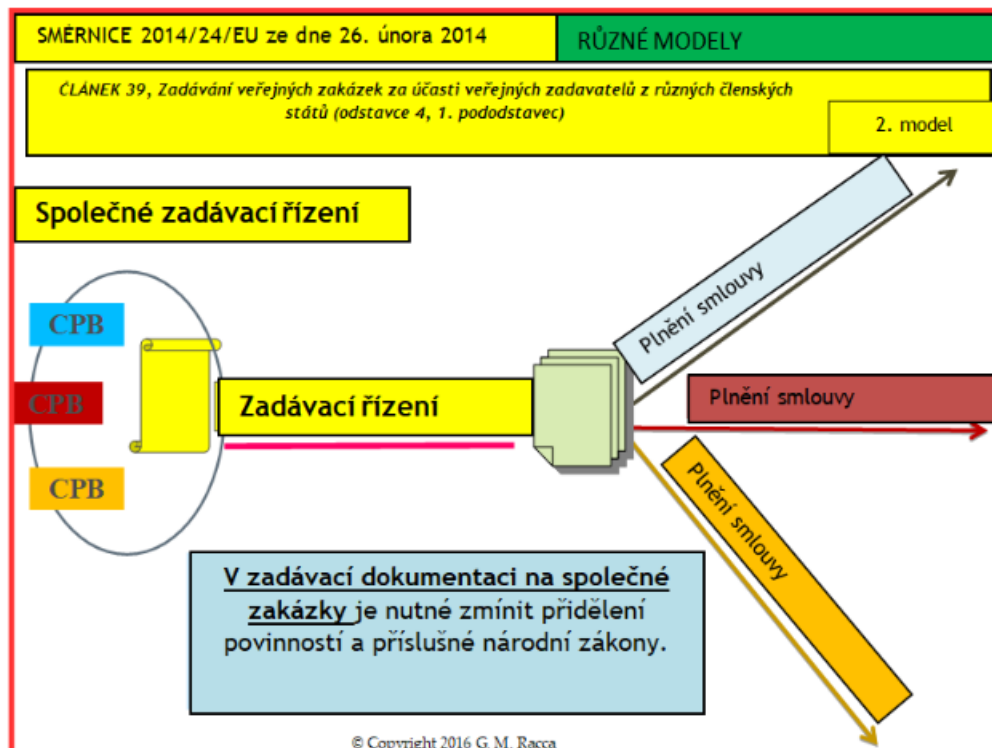 SMĚRNICE 2014/24/EU ze dne 26. února 2014
RŮZNÉ MODELY
ČLÁNEK 39, Zadávání veřejných zakázek za účasti veřejných zadavatelů z různých členských
států (odstavce 4, 1. pododstavec)
2. model
Společné zadávací řízení
CPB
CPB
CPB
Zadávací řízení
Plnění smlouvy
Plnění smlouvy
Plnění smlouvy
V zadávací dokumentaci na společné
zakázky je nutné zmínit přidělení
povinností a příslušné národní zákony.
© Copyright 2016 G. M. Racca